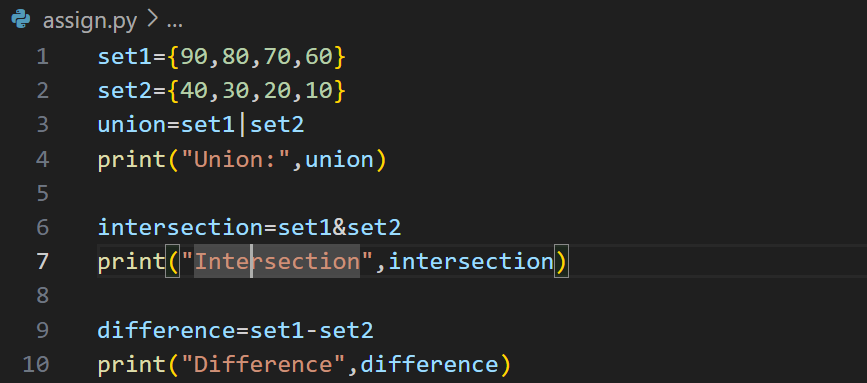 assign.py > ...
1 set1={90,80,70,60}
2 set2={40,30,20,10}
3 union=set1|set2
4 print("Union:",union)
5
6 intersection=set1&set2
7 print("Intersection",intersection)
8
9 difference=set1-set2
10 print("Difference",difference)